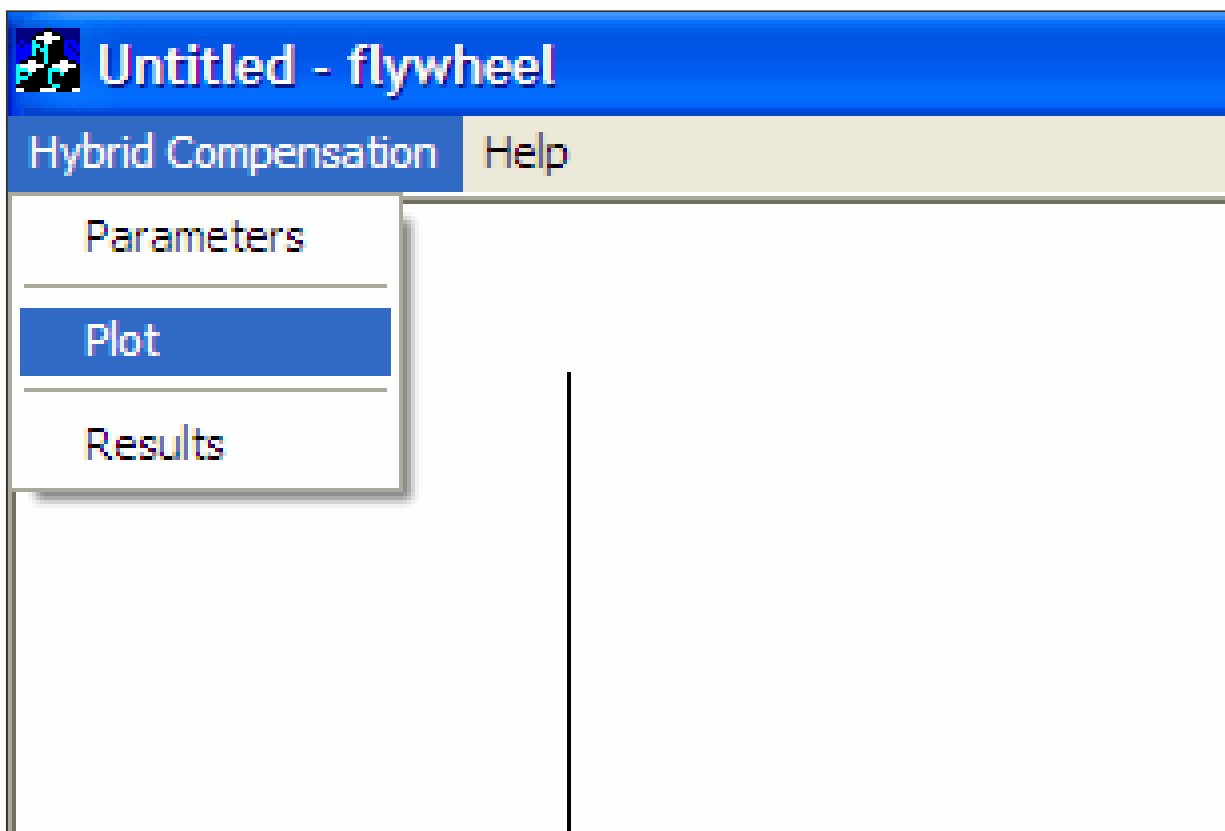 Untitled - flywheel
Hybrid Compensation Help
Parameters
Plot
Results